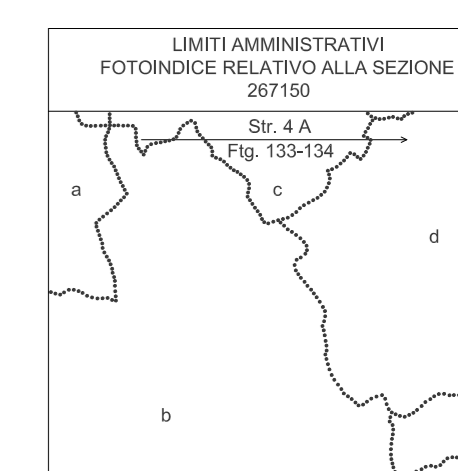 LIMITI AMMINISTRATIVI
FOTOINDICE RELATIVO ALLA SEZIONE
267150
Str. 4 A
Ftg. 133-134
a
c
d
b